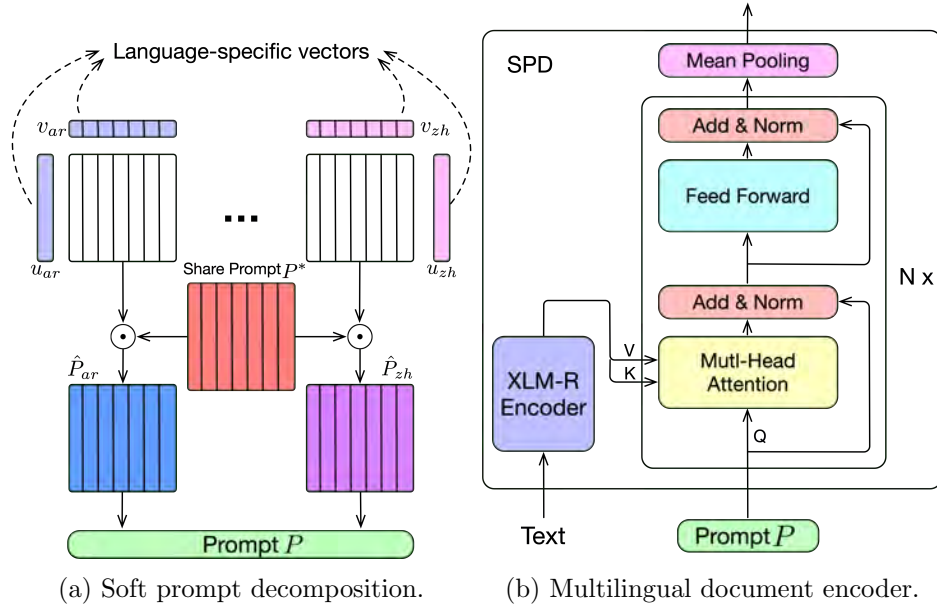 Language-specific vectors
v_ar
v_zh
...
u_ar
u_zh
Share Prompt P*
P̂_ar
P̂_zh
Prompt P
(a) Soft prompt decomposition.
SPD
Mean Pooling
Add & Norm
Feed Forward
N x
Add & Norm
V
K
Mutl-Head
Attention
XLM-R
Encoder
Q
Text
Prompt P
(b) Multilingual document encoder.